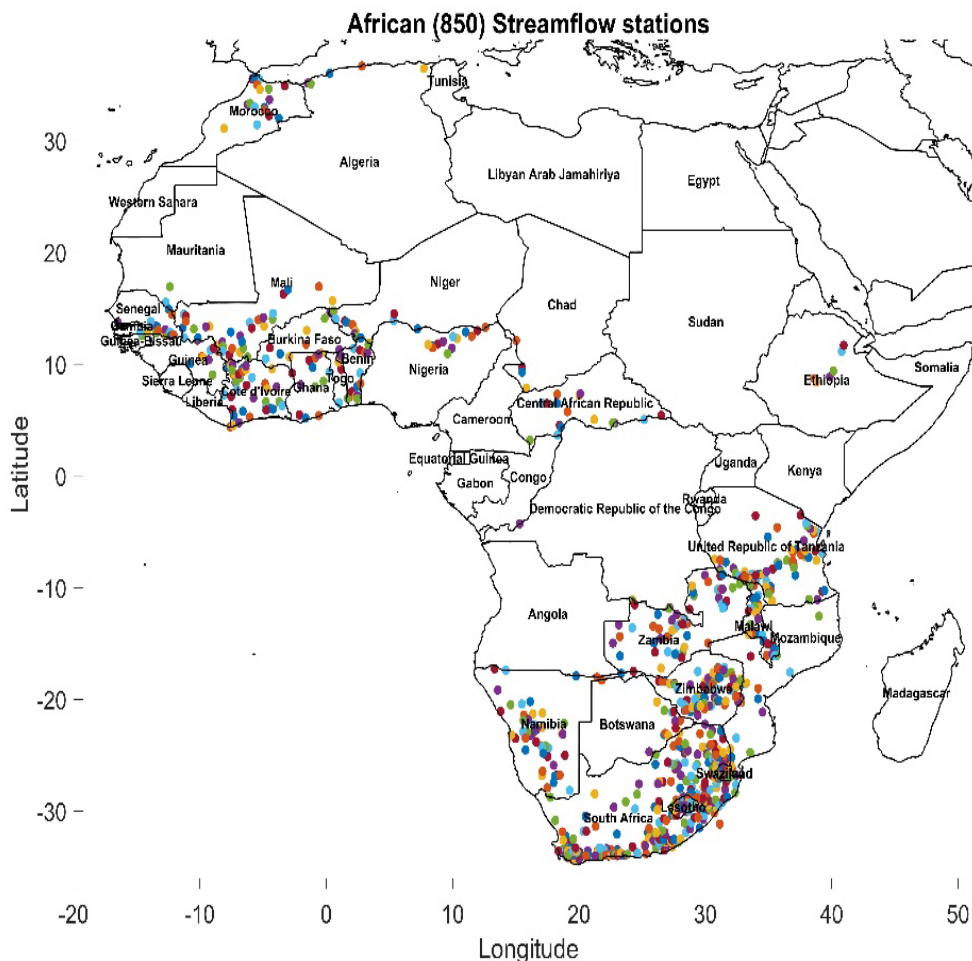 African (850) Streamflow stations
Tunisia
Morocco
30
Algeria
Libyan Arab Jamahiriya
Egypt
Western Sahara
20
Mauritania
Mali
Niger
Chad
Sudan
Senegal
Gambia
Guinea-Bissau
Burkina Faso
Guinea
Benin
10
Nigeria
Togo
Sierra Leone
Cote d'Ivoire
Ghana
Liberia
Ethiopia
Somalia
Central African Republic
Cameroon
Equatorial Guinea
0
Gabon
Congo
Uganda
Kenya
Rwanda
Democratic Republic of the Congo
United Republic of Tanzania
-10
Angola
Malawi
Zambia
Mozambique
Zimbabwe
Madagascar
-20
Namibia
Botswana
Swaziland
Lesotho
South Africa
-30
Latitude
-20
-10
0
10
20
30
40
50
Longitude